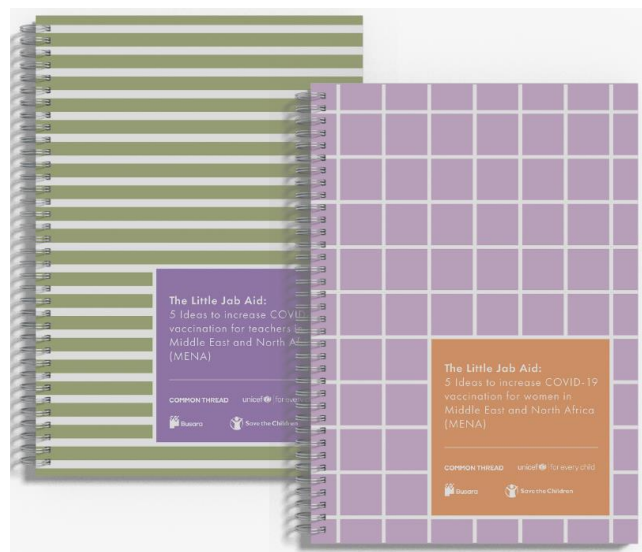 The Little Jab Aid:
5 Ideas to increase COVID
vaccination for teachers
Middle East and North
(MENA)
COMMON THREAD unicef for every
Busara Save the Children
The Little Jab Aid:
5 Ideas to increase COVID-19
vaccination for women in
Middle East and North Africa
(MENA)
COMMON THREAD unicef for every child
Busara Save the Children